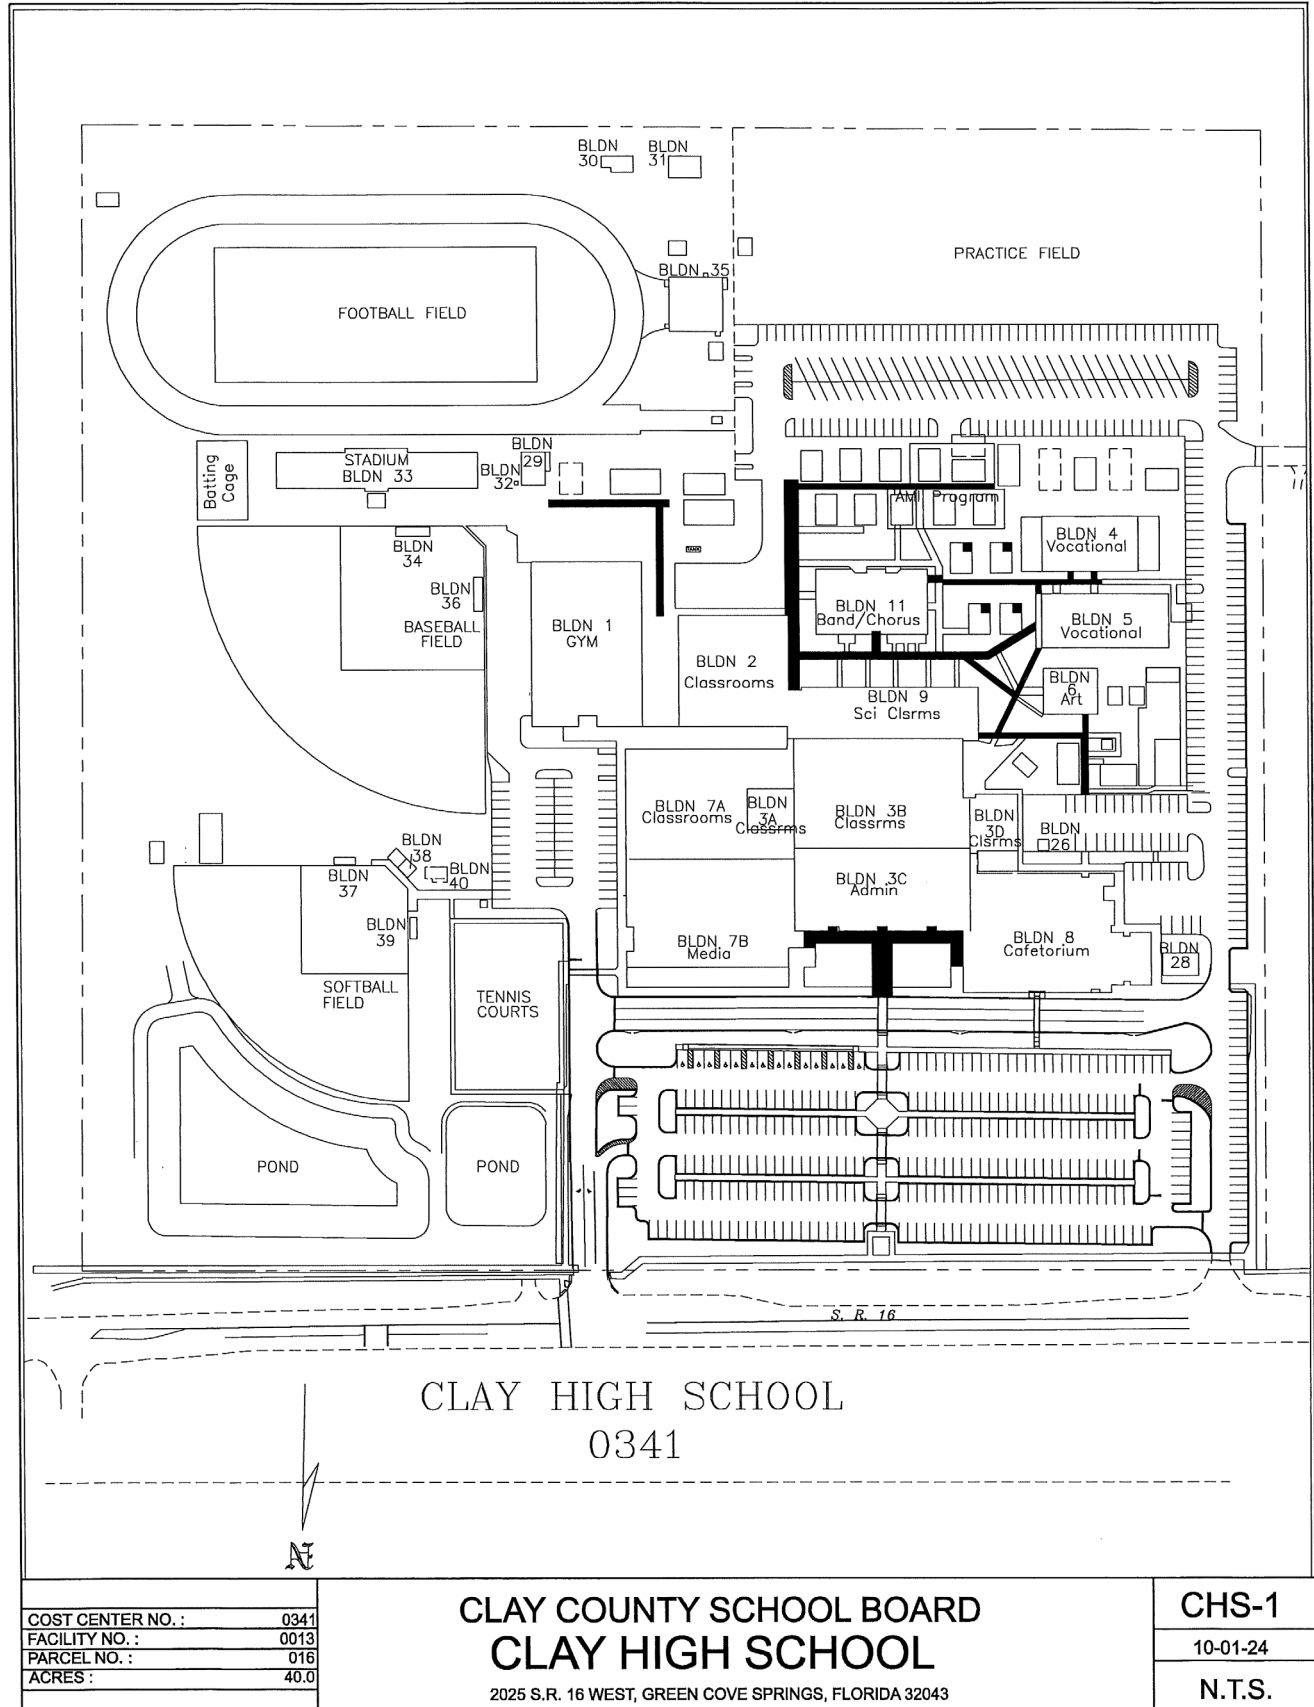 BLDN
30
BLDN
31
PRACTICE FIELD
BLDN 35
FOOTBALL FIELD
Batting
Cage
STADIUM
BLDN 33
BLDN
29
BLDN
32
AMI Program
BLDN 4
Vocational
BLDN
34
TANK
BLDN
36
BASEBALL
FIELD
BLDN 1
GYM
BLDN 11
Band/Chorus
BLDN 5
Vocational
BLDN 2
Classrooms
BLDN
6
Art
BLDN 9
Sci Clsrms
BLDN 7A
Classrooms
BLDN
3A
Classrms
BLDN 3B
Classrms
BLDN
3D
Clsrms
BLDN
26
BLDN
38
BLDN
40
BLDN
37
BLDN 3C
Admin
BLDN
39
BLDN 7B
Media
BLDN 8
Cafetorium
BLDN
28
SOFTBALL
FIELD
TENNIS
COURTS
POND
POND
S. R. 16
CLAY HIGH SCHOOL
0341
N
COST CENTER NO. : 0341
FACILITY NO. : 0013
PARCEL NO. : 016
ACRES : 40.0
CLAY COUNTY SCHOOL BOARD
CLAY HIGH SCHOOL
2025 S.R. 16 WEST, GREEN COVE SPRINGS, FLORIDA 32043
CHS-1
10-01-24
N.T.S.